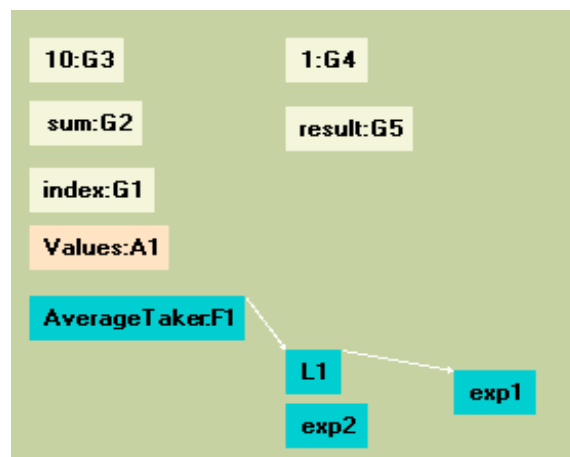 10:G3
1:G4
sum:G2
result:G5
index:G1
Values:A1
AverageTaker:F1
L1
exp1
exp2